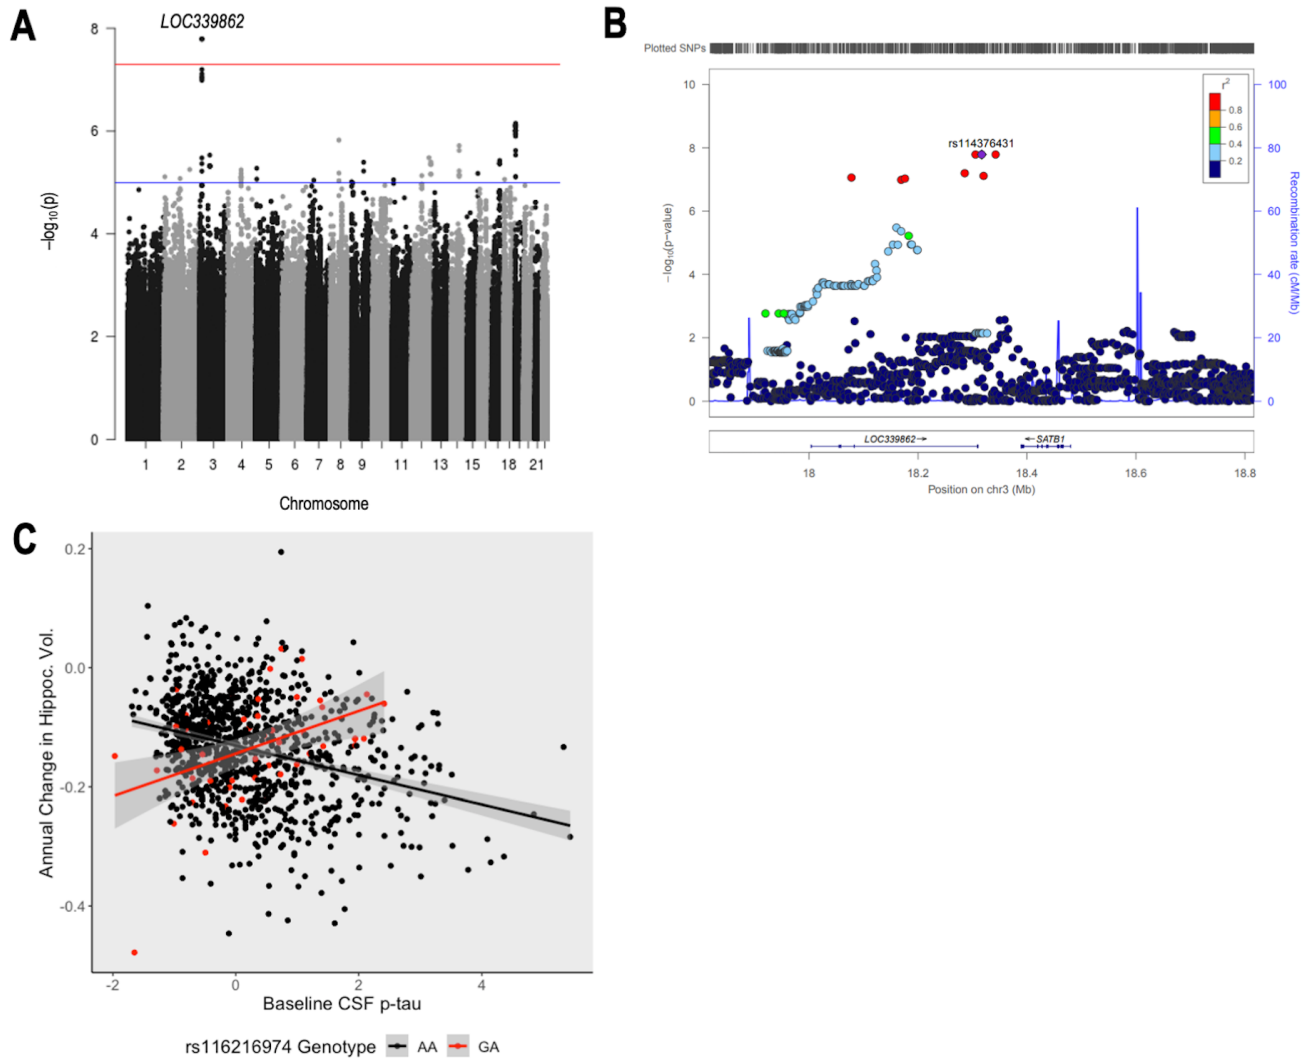 A
LOC339862
8
6
4
2
0
−log10(p)
1 2 3 4 5 6 7 8 9 11 13 15 18 21
Chromosome
B
Plotted SNPs
10
8
6
4
2
0
−log10(p−value)
rs114376431
r2
0.8
0.6
0.4
0.2
100
80
60
40
20
0
Recombination rate (cM/Mb)
LOC339862→
←SATB1
18 18.2 18.4 18.6 18.8
Position on chr3 (Mb)
C
0.2
0.0
-0.2
-0.4
Annual Change in Hippoc. Vol.
-2 0 2 4
Baseline CSF p-tau
rs116216974 Genotype AA GA